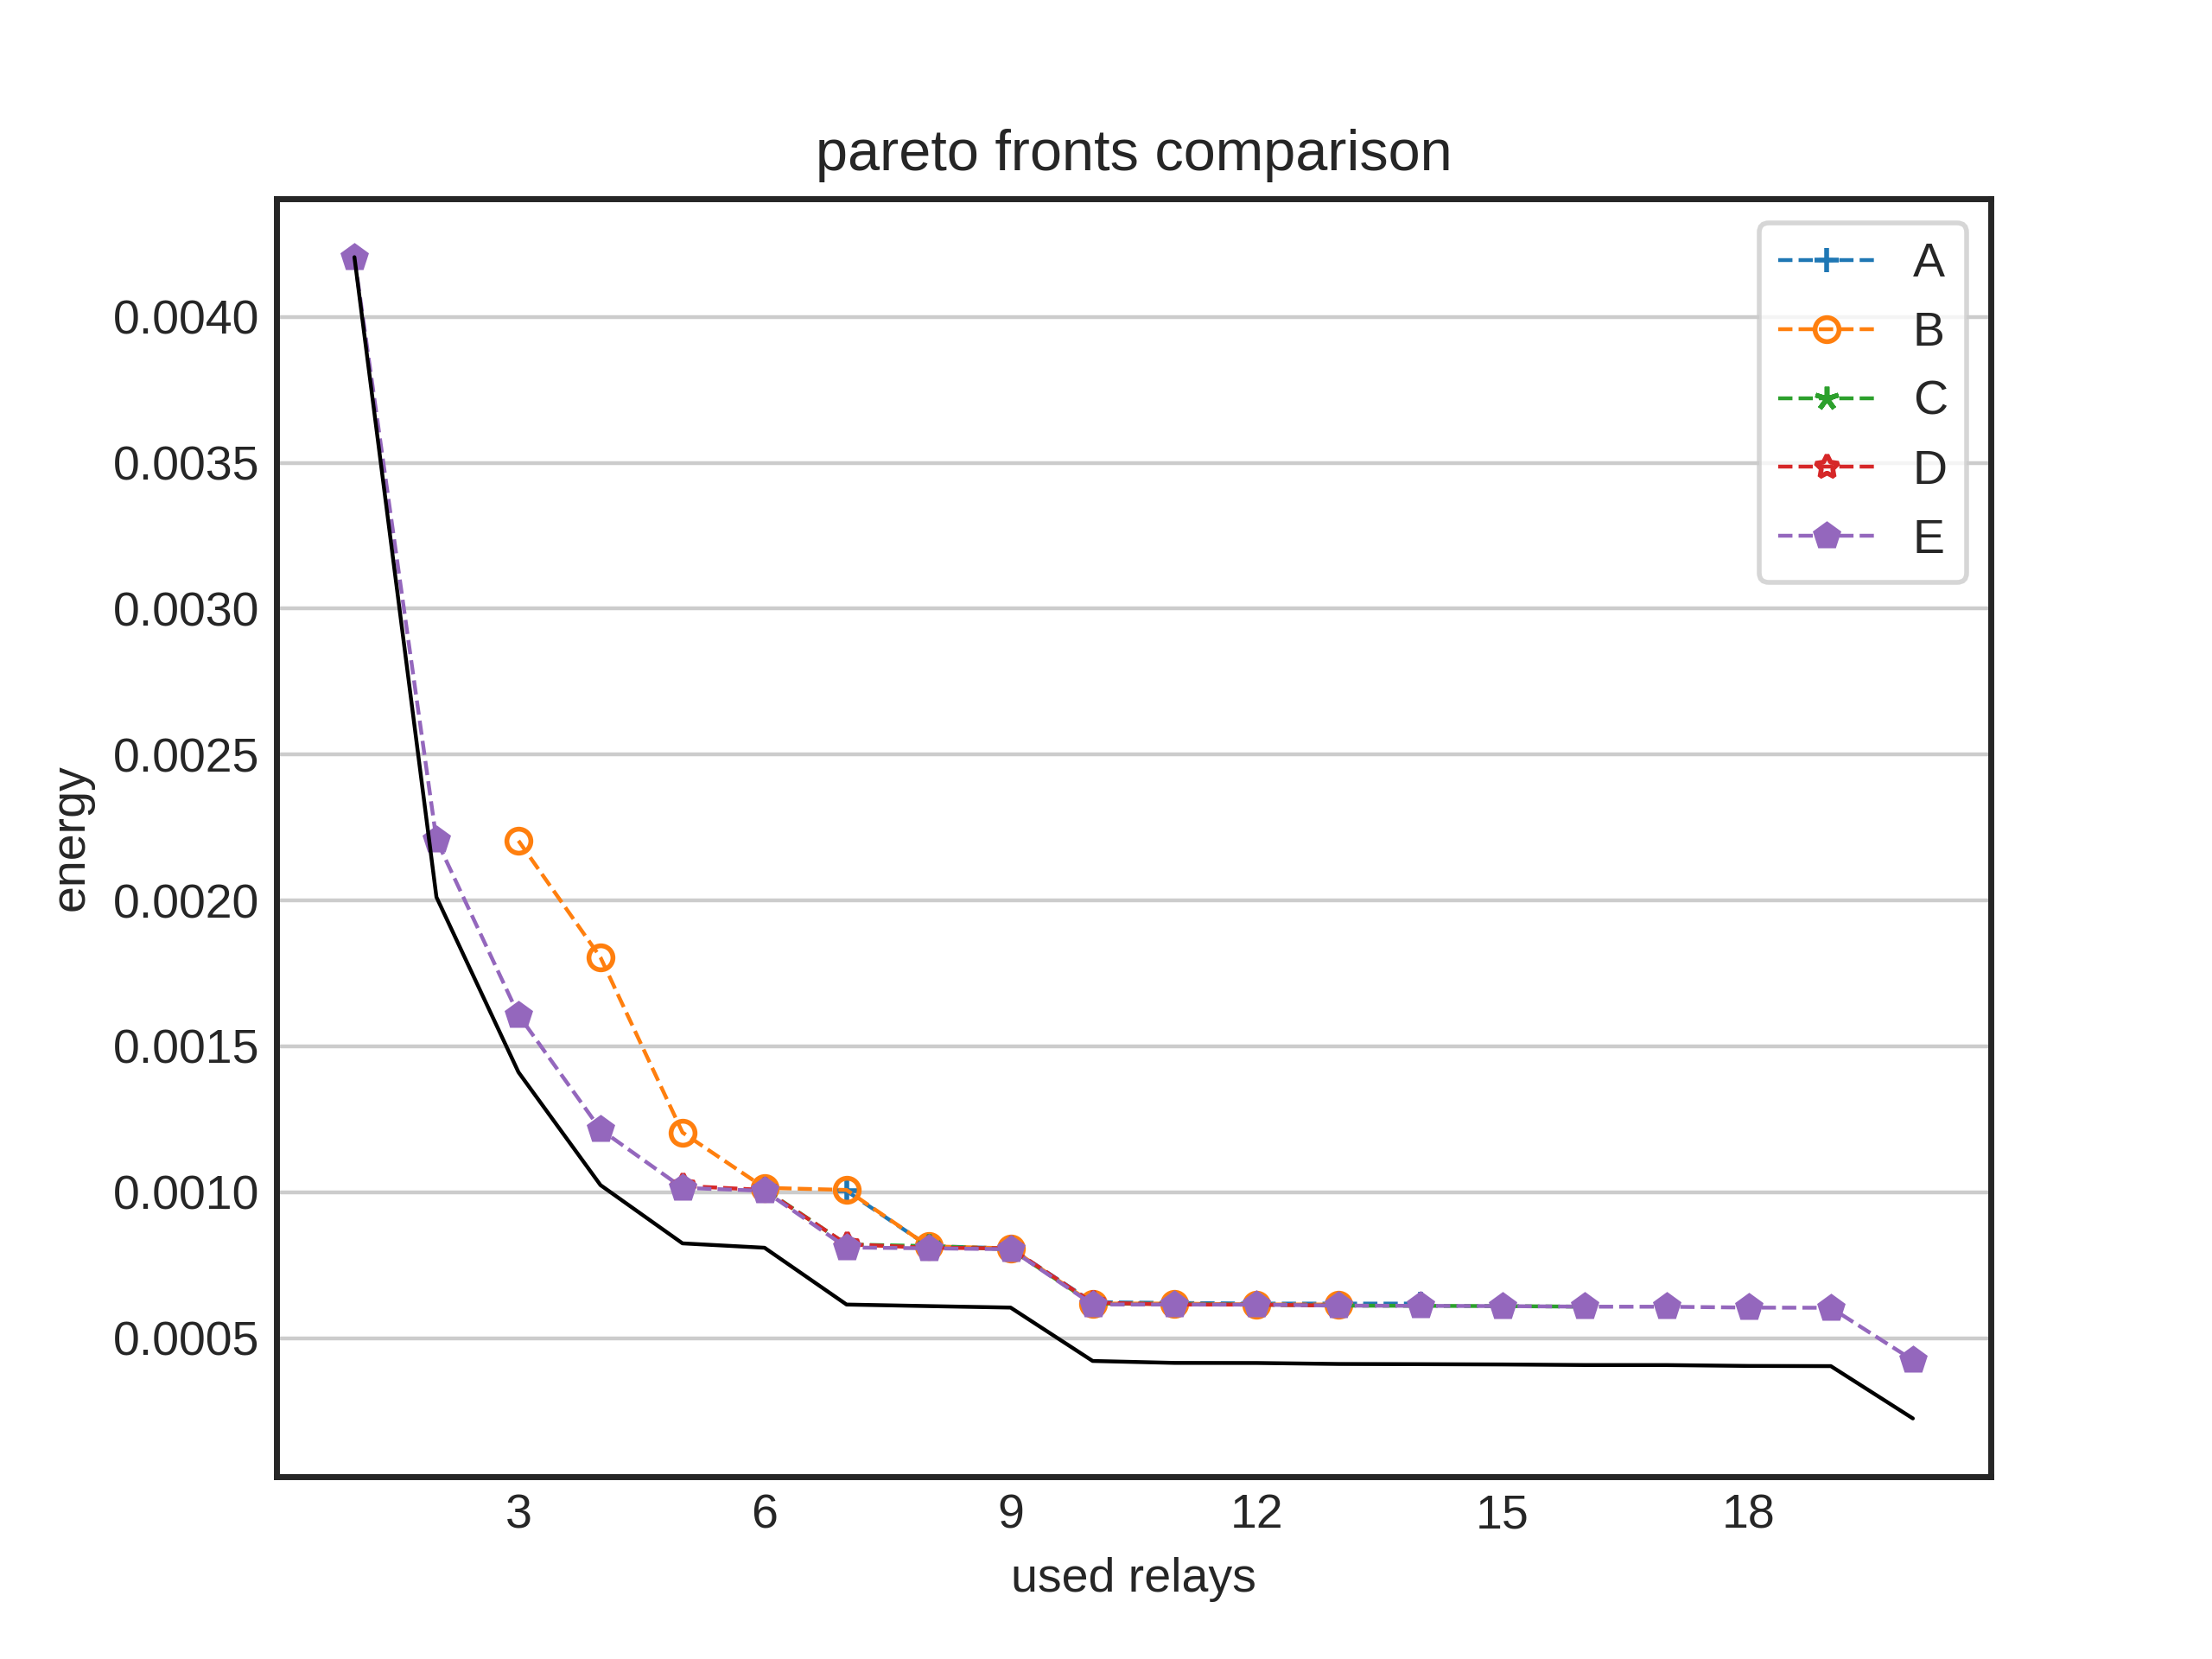 pareto fronts comparison
A
B
C
D
E
0.0040
0.0035
0.0030
0.0025
0.0020
0.0015
0.0010
0.0005
energy
3 6 9 12 15 18
used relays